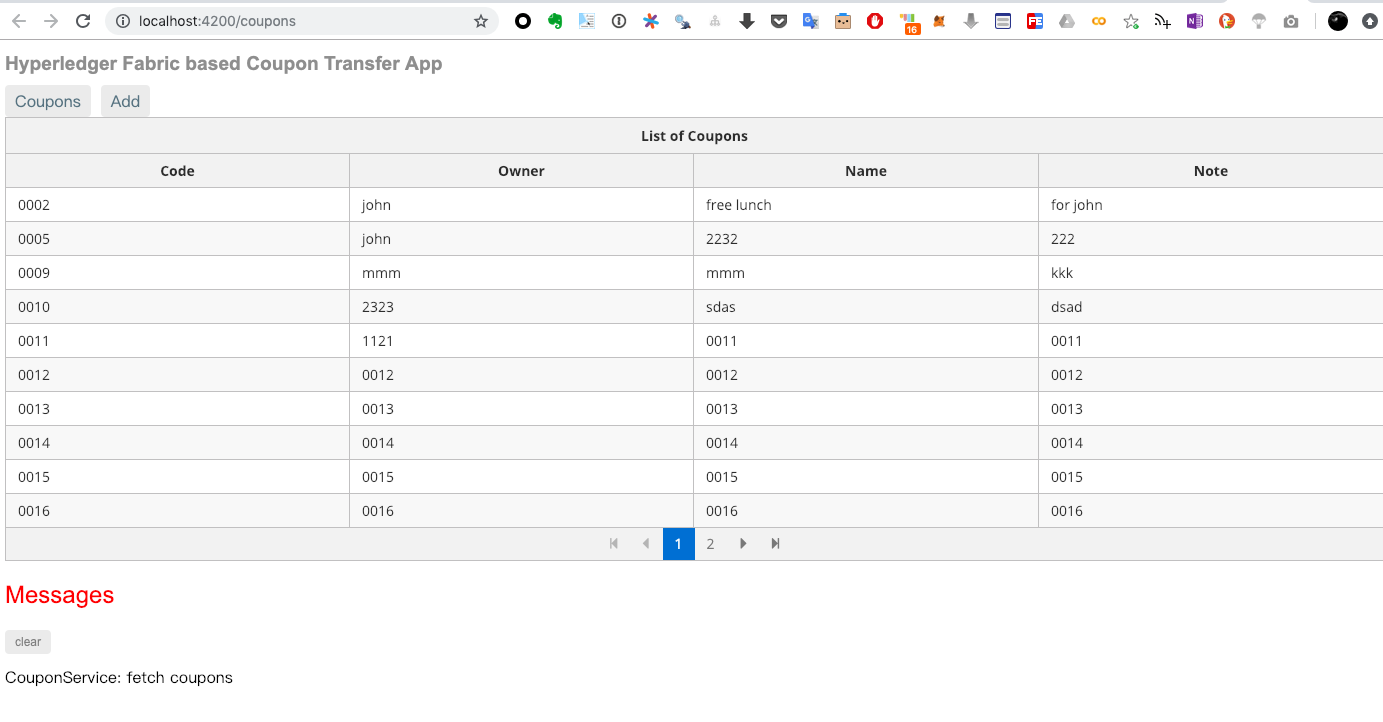 localhost:4200/coupons
16
Hyperledger Fabric based Coupon Transfer App
Coupons Add
List of Coupons
Code Owner Name Note
0002 john free lunch for john
0005 john 2232 222
0009 mmm mmm kkk
0010 2323 sdas dsad
0011 1121 0011 0011
0012 0012 0012 0012
0013 0013 0013 0013
0014 0014 0014 0014
0015 0015 0015 0015
0016 0016 0016 0016
1 2
Messages
clear
CouponService: fetch coupons